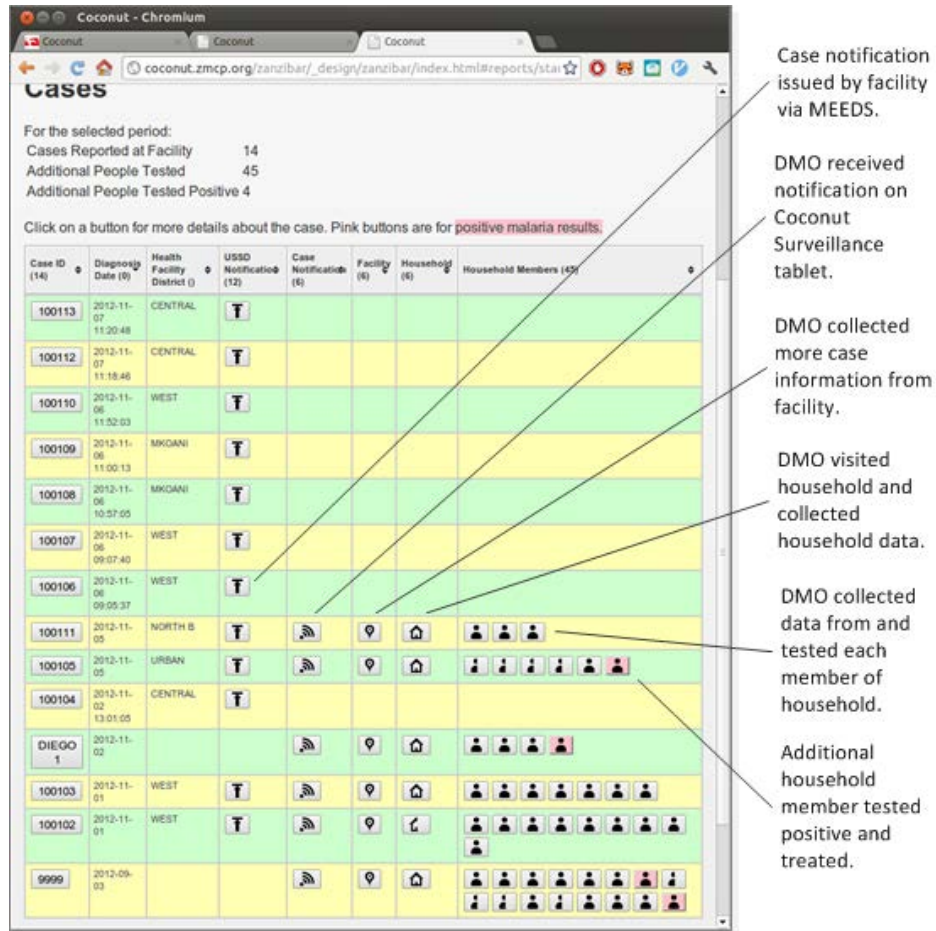 Coconut - Chromium
Coconut
Coconut
Coconut
coconut.zmcp.org/zanzibar/_design/zanzibar/index.html#reports/star
Cases
For the selected period:
Cases Reported at Facility 14
Additional People Tested 45
Additional People Tested Positive 4
Click on a button for more details about the case. Pink buttons are for positive malaria results.
Case ID (14)
Diagnosis Date (0)
Health Facility District ()
USSD Notification (12)
Case Notification (6)
Facility (6)
Household (6)
Household Members (45)
100113 2012-11-07 11:20:48 CENTRAL
100112 2012-11-07 11:18:46 CENTRAL
100110 2012-11-06 11:52:03 WEST
100109 2012-11-06 11:00:13 MKOANI
100108 2012-11-06 10:57:05 MKOANI
100107 2012-11-06 09:07:40 WEST
100106 2012-11-06 09:05:37 WEST
100111 2012-11-05 NORTH B
100105 2012-11-05 URBAN
100104 2012-11-02 13:01:05 CENTRAL
DIEGO 1 2012-11-02
100103 2012-11-01 WEST
100102 2012-11-01 WEST
9999 2012-09-03
Case notification
issued by facility
via MEEDS.
DMO received
notification on
Coconut
Surveillance
tablet.
DMO collected
more case
information from
facility.
DMO visited
household and
collected
household data.
DMO collected
data from and
tested each
member of
household.
Additional
household
member tested
positive and
treated.